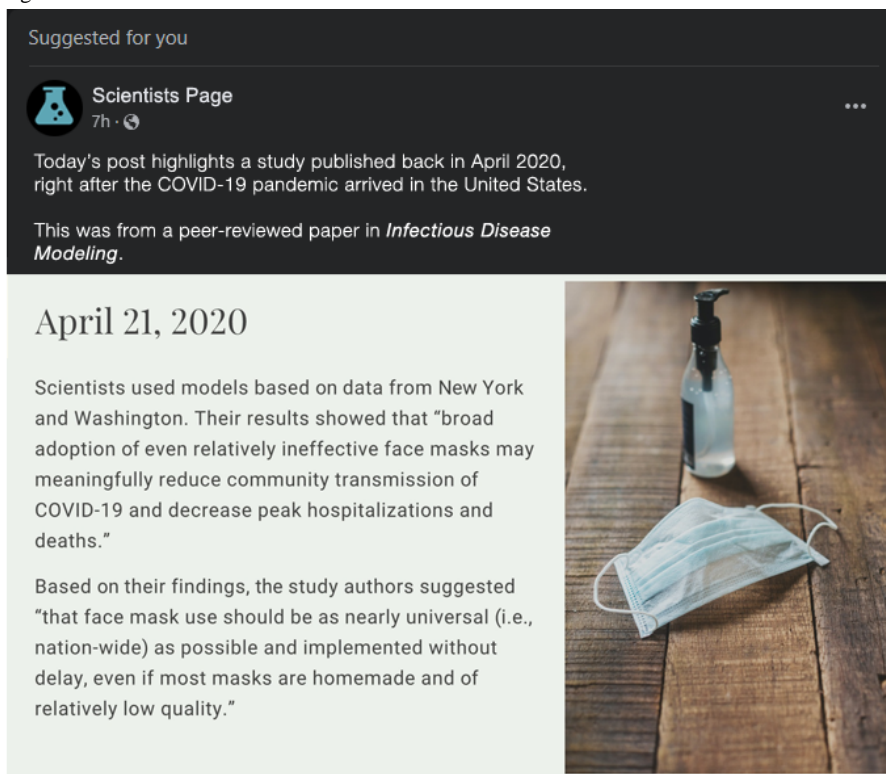 Suggested for you
Scientists Page
7h ·
Today's post highlights a study published back in April 2020,
right after the COVID-19 pandemic arrived in the United States.
This was from a peer-reviewed paper in Infectious Disease
Modeling.
April 21, 2020
Scientists used models based on data from New York
and Washington. Their results showed that “broad
adoption of even relatively ineffective face masks may
meaningfully reduce community transmission of
COVID-19 and decrease peak hospitalizations and
deaths.”
Based on their findings, the study authors suggested
“that face mask use should be as nearly universal (i.e.,
nation-wide) as possible and implemented without
delay, even if most masks are homemade and of
relatively low quality.”